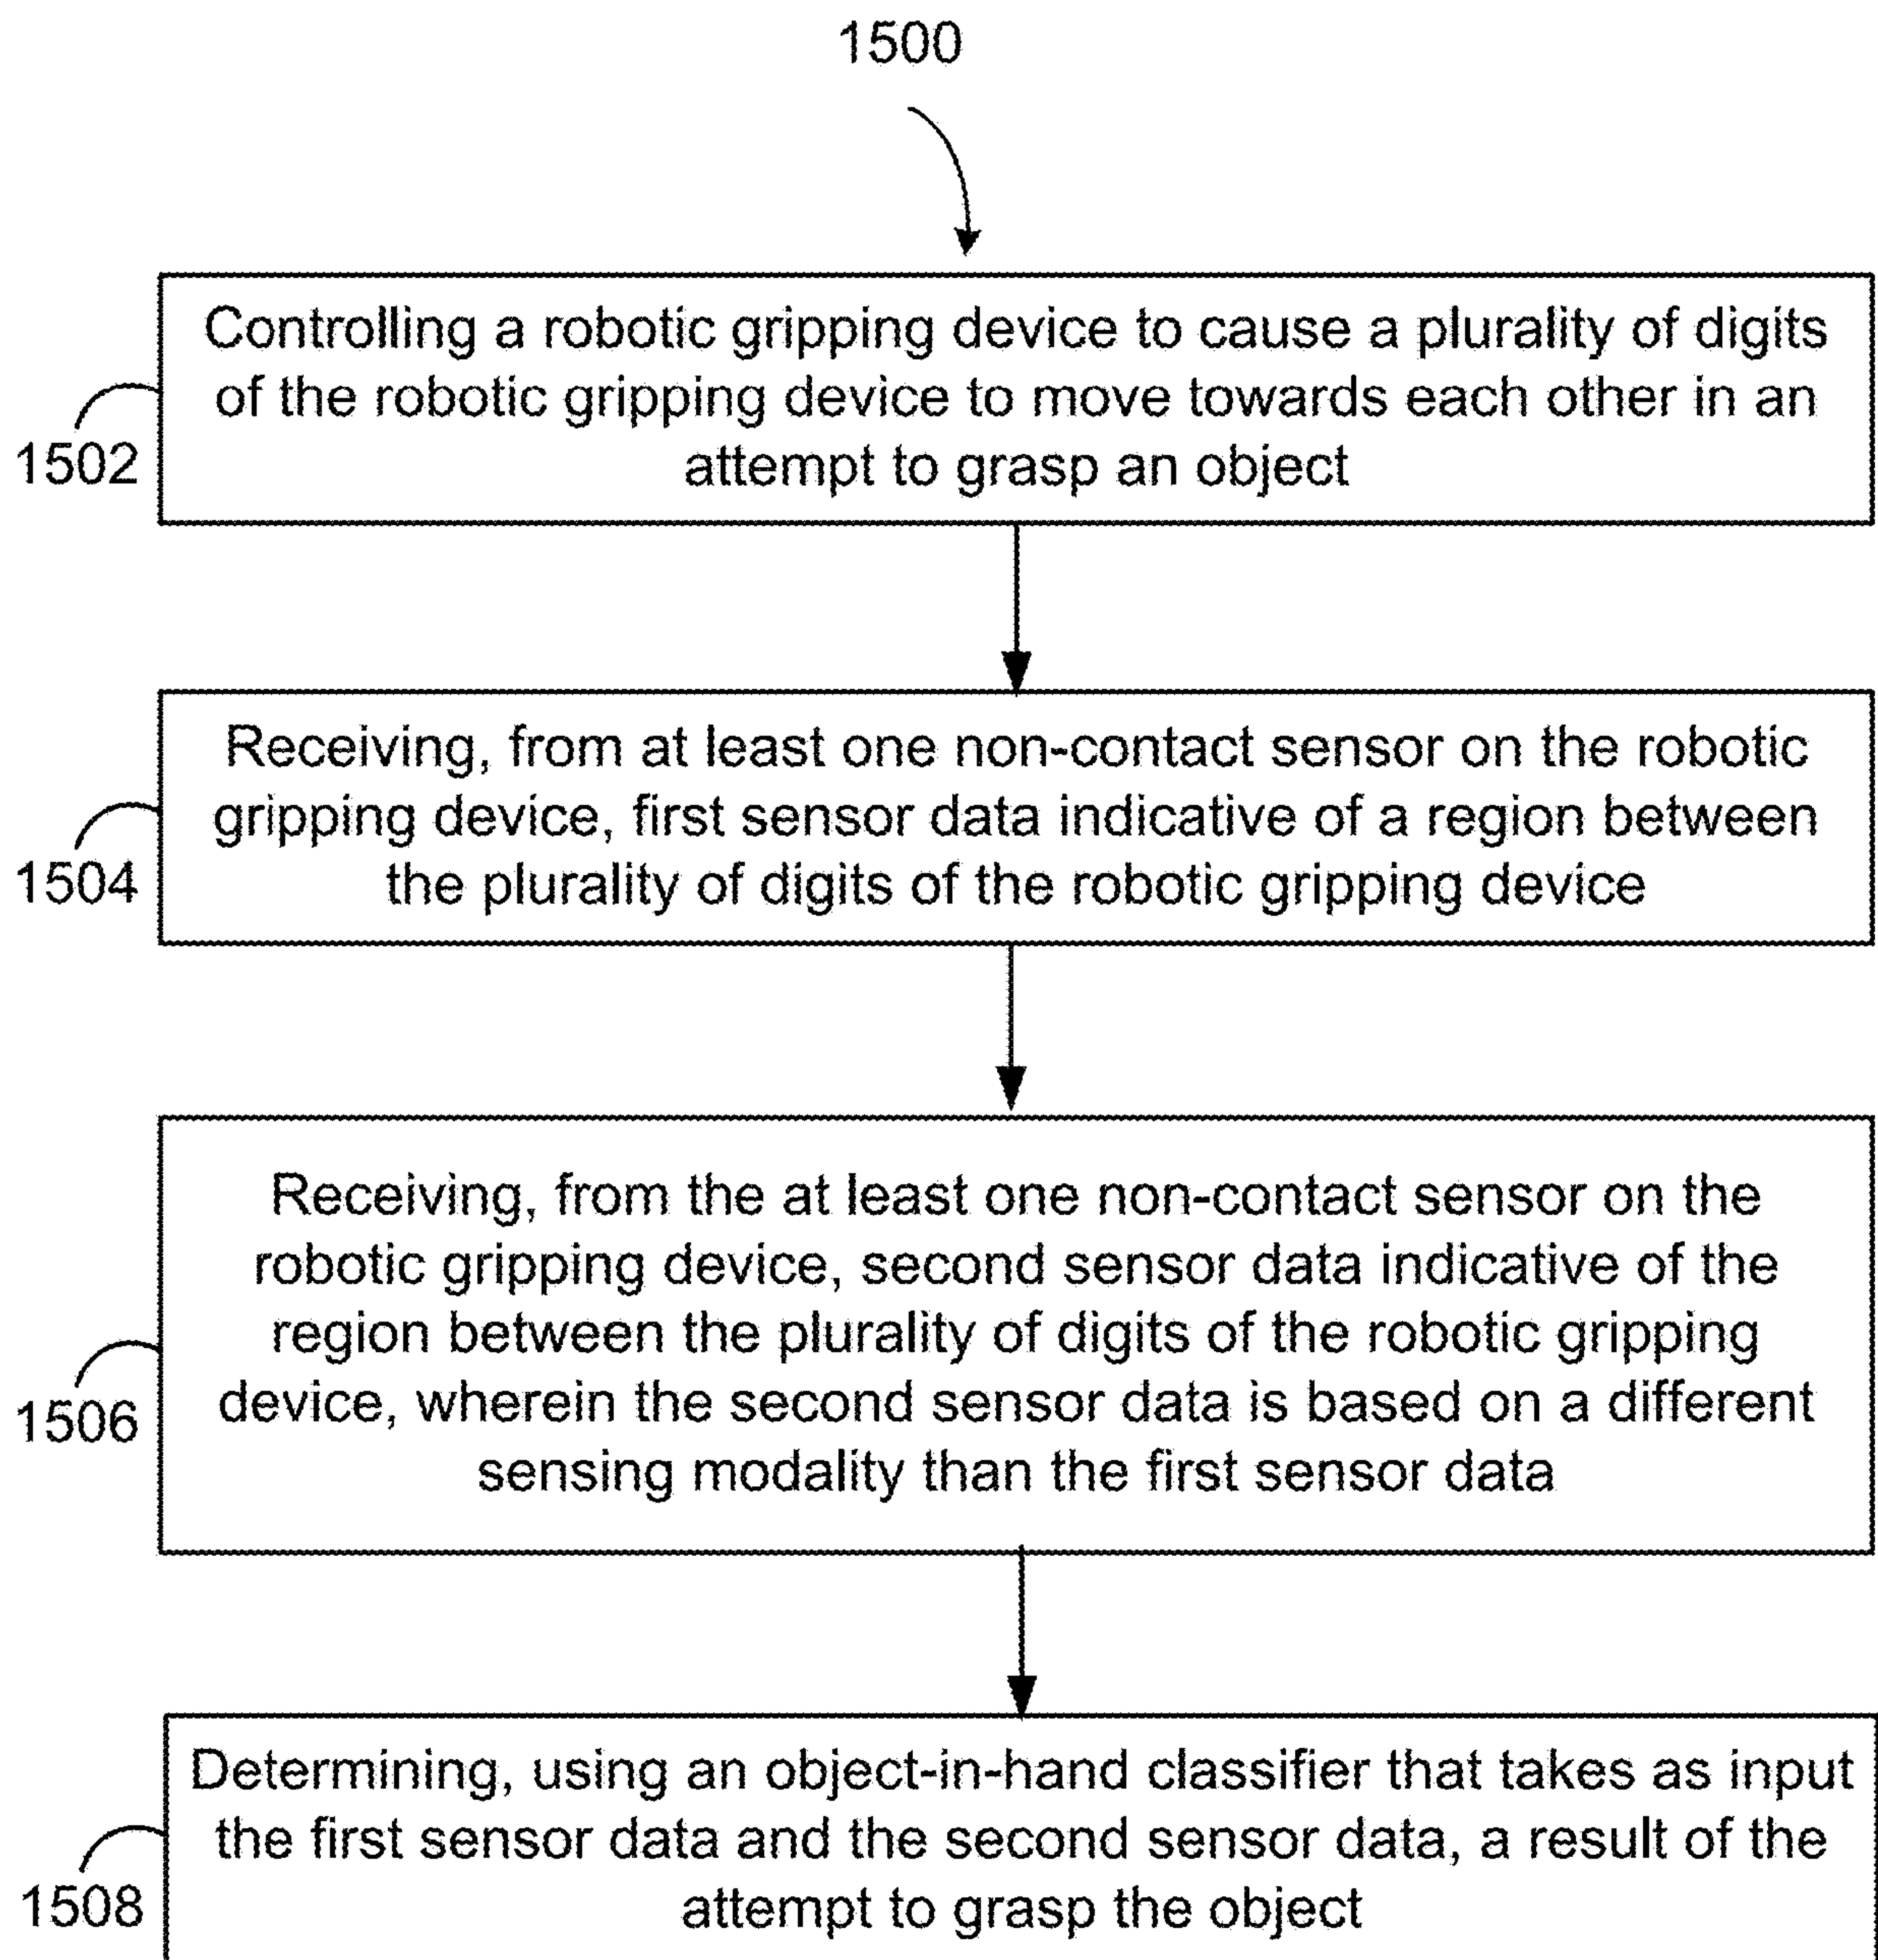 1500
Controlling a robotic gripping device to cause a plurality of digits
of the robotic gripping device to move towards each other in an
attempt to grasp an object
1502
Receiving, from at least one non-contact sensor on the robotic
gripping device, first sensor data indicative of a region between
the plurality of digits of the robotic gripping device
1504
Receiving, from the at least one non-contact sensor on the
robotic gripping device, second sensor data indicative of the
region between the plurality of digits of the robotic gripping
device, wherein the second sensor data is based on a different
sensing modality than the first sensor data
1506
Determining, using an object-in-hand classifier that takes as input
the first sensor data and the second sensor data, a result of the
attempt to grasp the object
1508